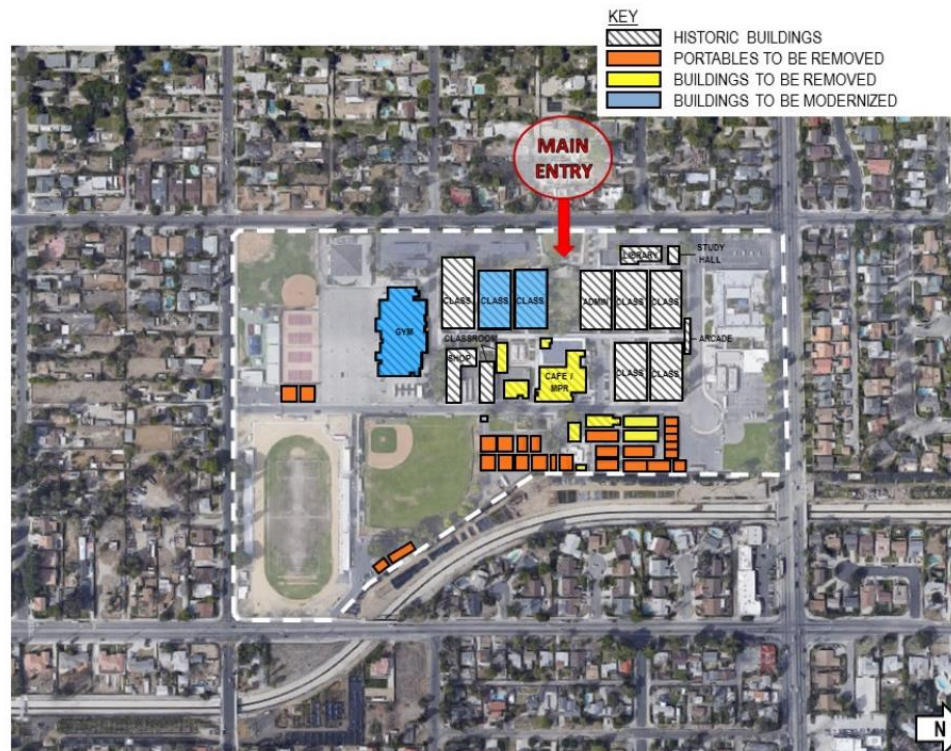 KEY
HISTORIC BUILDINGS
PORTABLES TO BE REMOVED
BUILDINGS TO BE REMOVED
BUILDINGS TO BE MODERNIZED
MAIN
ENTRY
LIBRARY
STUDY
HALL
CLASS
CLASS
CLASS
ADMIN
CLASS
CLASS
GYM
CLASSROOM
ARCADE
SHOP
CAFE /
MPR
CLASS
CLASS
N